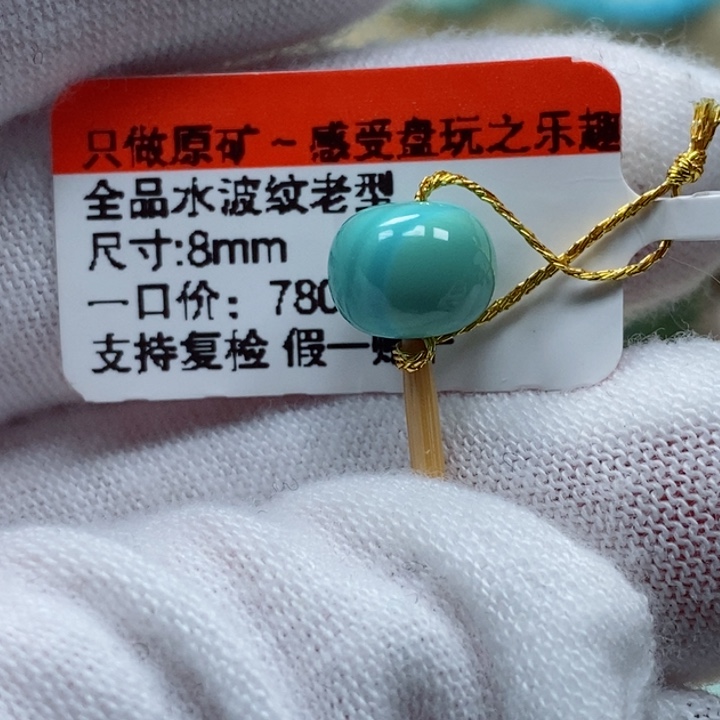 只做原矿～感受盘玩之乐趣
全品水波纹老型
尺寸:8mm
一口价：780
支持复检 假一